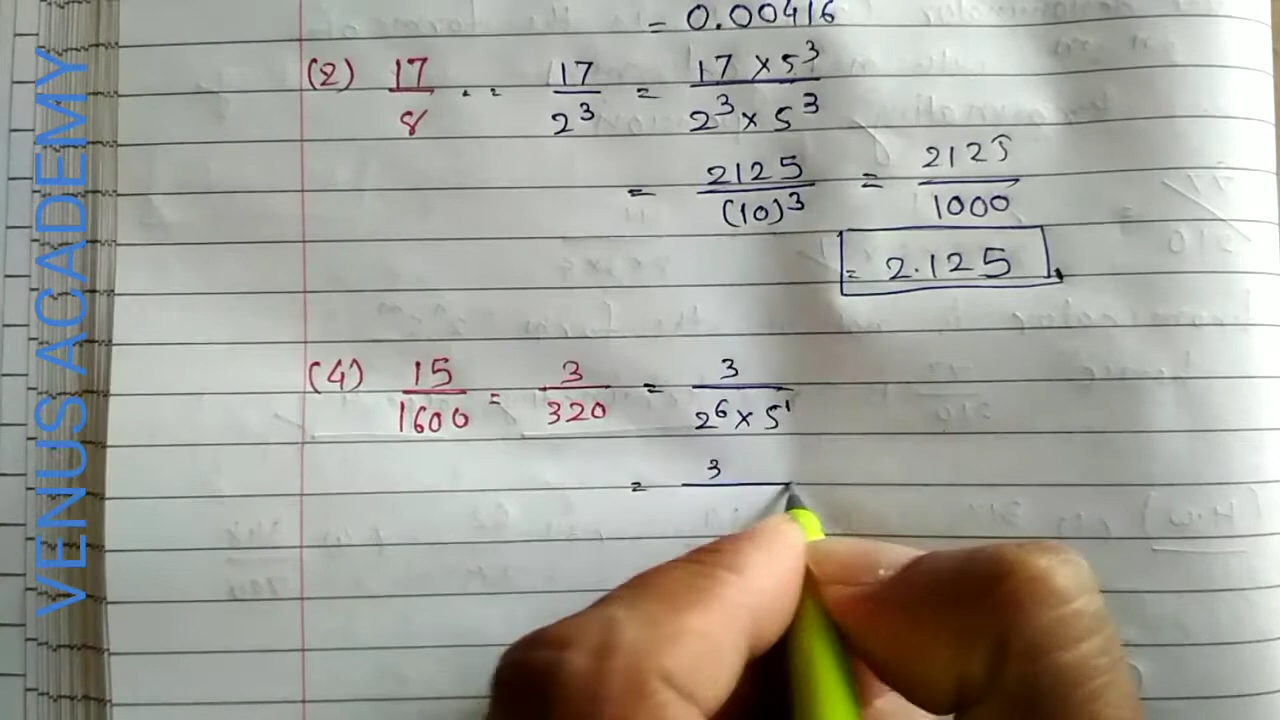 = 0.00416
(2) 17/8 .. 17/2³ = 17 × 5³/2³ × 5³
= 2125/(10)³ = 2125/1000
= 2.125
(4) 15/1600 = 3/320 = 3/2⁶ × 5¹
= 3
VENUS ACADEMY